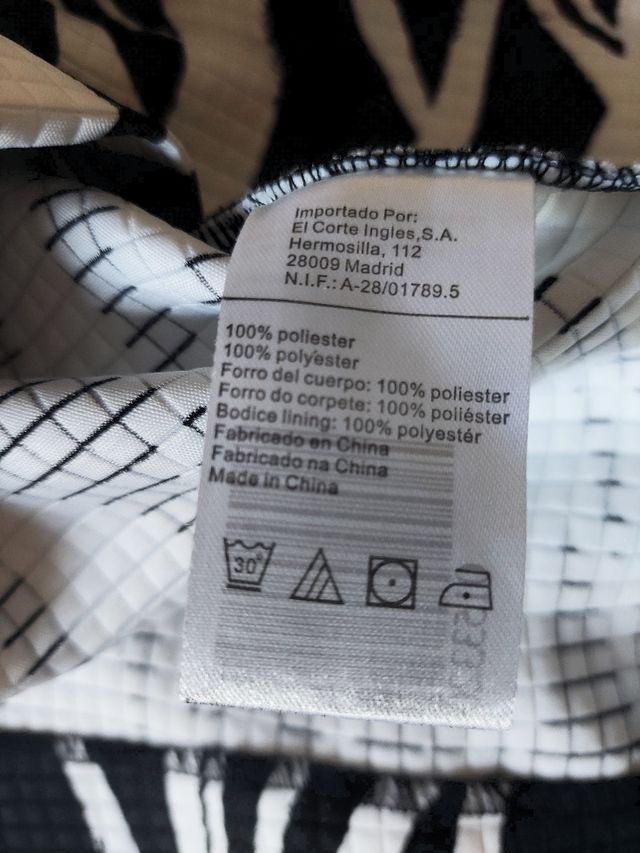 Importado Por:
El Corte Ingles,S.A.
Hermosilla, 112
28009 Madrid
N.I.F.: A-28/01789.5
100% poliester
100% polyester
Forro del cuerpo: 100% poliester
Forro do corpete: 100% poliéster
Bodice lining: 100% polyestér
Fabricado en China
Fabricado na China
Made in China
30°